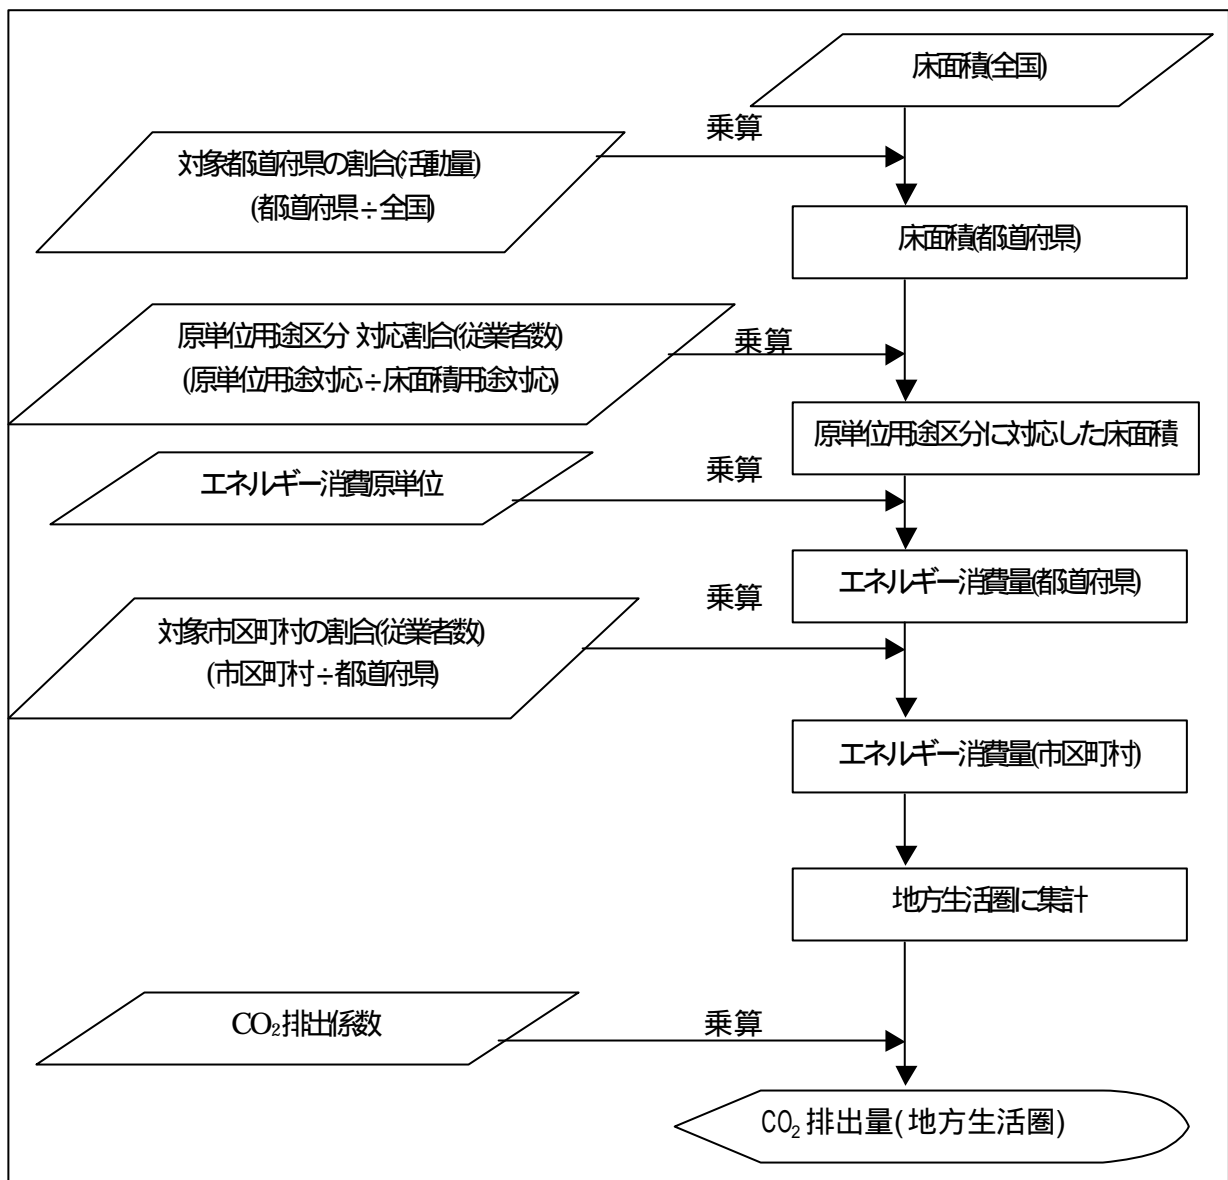 床面積(全国)
乗算
対象都道府県の割合(活動量)
(都道府県÷全国)
床面積(都道府県)
原単位用途区分 対応割合(従業者数)
(原単位用途対応÷床面積用途対応)
乗算
原単位用途区分に対応した床面積
エネルギー消費原単位
乗算
エネルギー消費量(都道府県)
乗算
対象市区町村の割合(従業者数)
(市区町村÷都道府県)
エネルギー消費量(市区町村)
地方生活圏に集計
CO₂排出係数
乗算
CO₂排出量(地方生活圏)